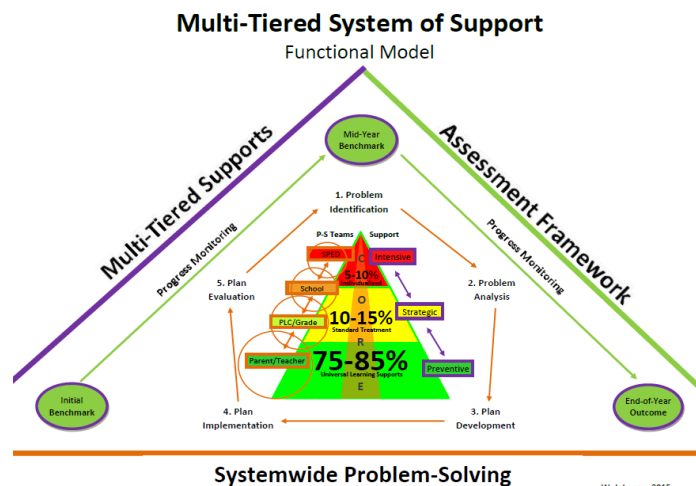 Multi-Tiered System of Support
Functional Model
Multi-Tiered Supports
Assessment Framework
Mid-Year
Benchmark
Progress Monitoring
Progress Monitoring
1. Problem
Identification
P-S Teams
Support
SPED
Intensive
5-10%
Individualized
5. Plan
Evaluation
2. Problem
Analysis
School
Strategic
10-15%
Standard Treatment
PLC/Grade
75-85%
Universal Learning Supports
Parent/Teacher
Preventive
C
O
R
E
Initial
Benchmark
End-of-Year
Outcome
4. Plan
Implementation
3. Plan
Development
Systemwide Problem-Solving